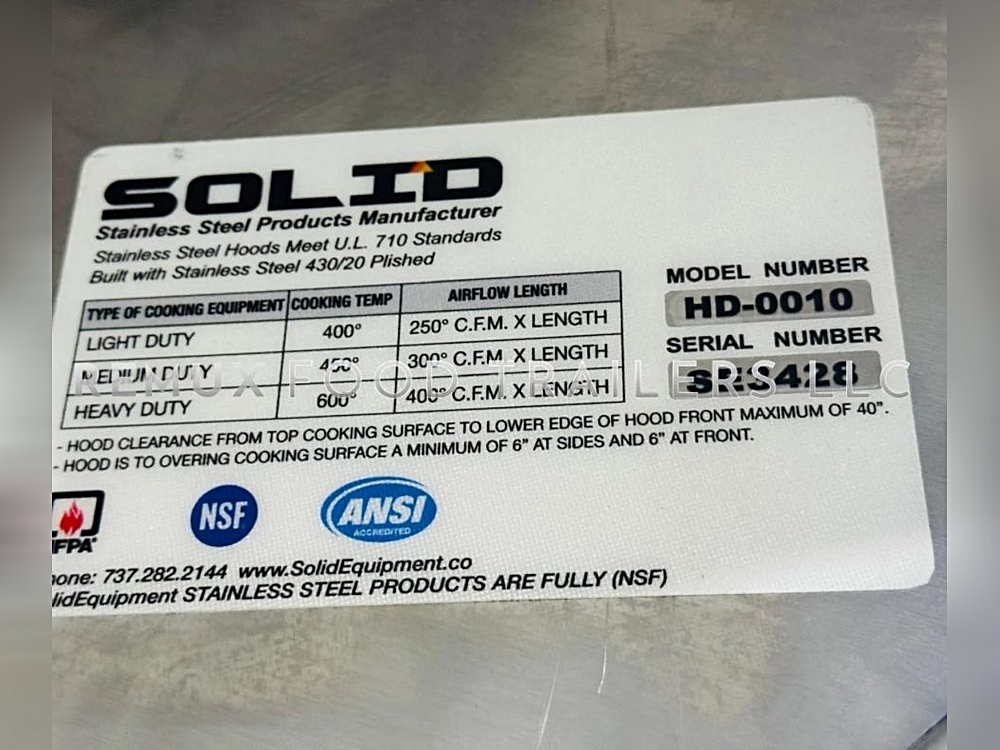 SOLID
Stainless Steel Products Manufacturer
Stainless Steel Hoods Meet U.L. 710 Standards
Built with Stainless Steel 430/20 Plished
TYPE OF COOKING EQUIPMENT COOKING TEMP AIRFLOW LENGTH
LIGHT DUTY 400° 250° C.F.M. X LENGTH
MEDIUM DUTY 450° 300° C.F.M. X LENGTH
HEAVY DUTY 600° 400° C.F.M. X LENGTH
MODEL NUMBER
HD-0010
SERIAL NUMBER
REMUX FOOD TRAILERS LLC
- HOOD CLEARANCE FROM TOP COOKING SURFACE TO LOWER EDGE OF HOOD FRONT MAXIMUM OF 40”.
- HOOD IS TO OVERING COOKING SURFACE A MINIMUM OF 6” AT SIDES AND 6” AT FRONT.
NSF
ANSI
ACCREDITED
737.282.2144 www.SolidEquipment.co
STAINLESS STEEL PRODUCTS ARE FULLY (NSF)